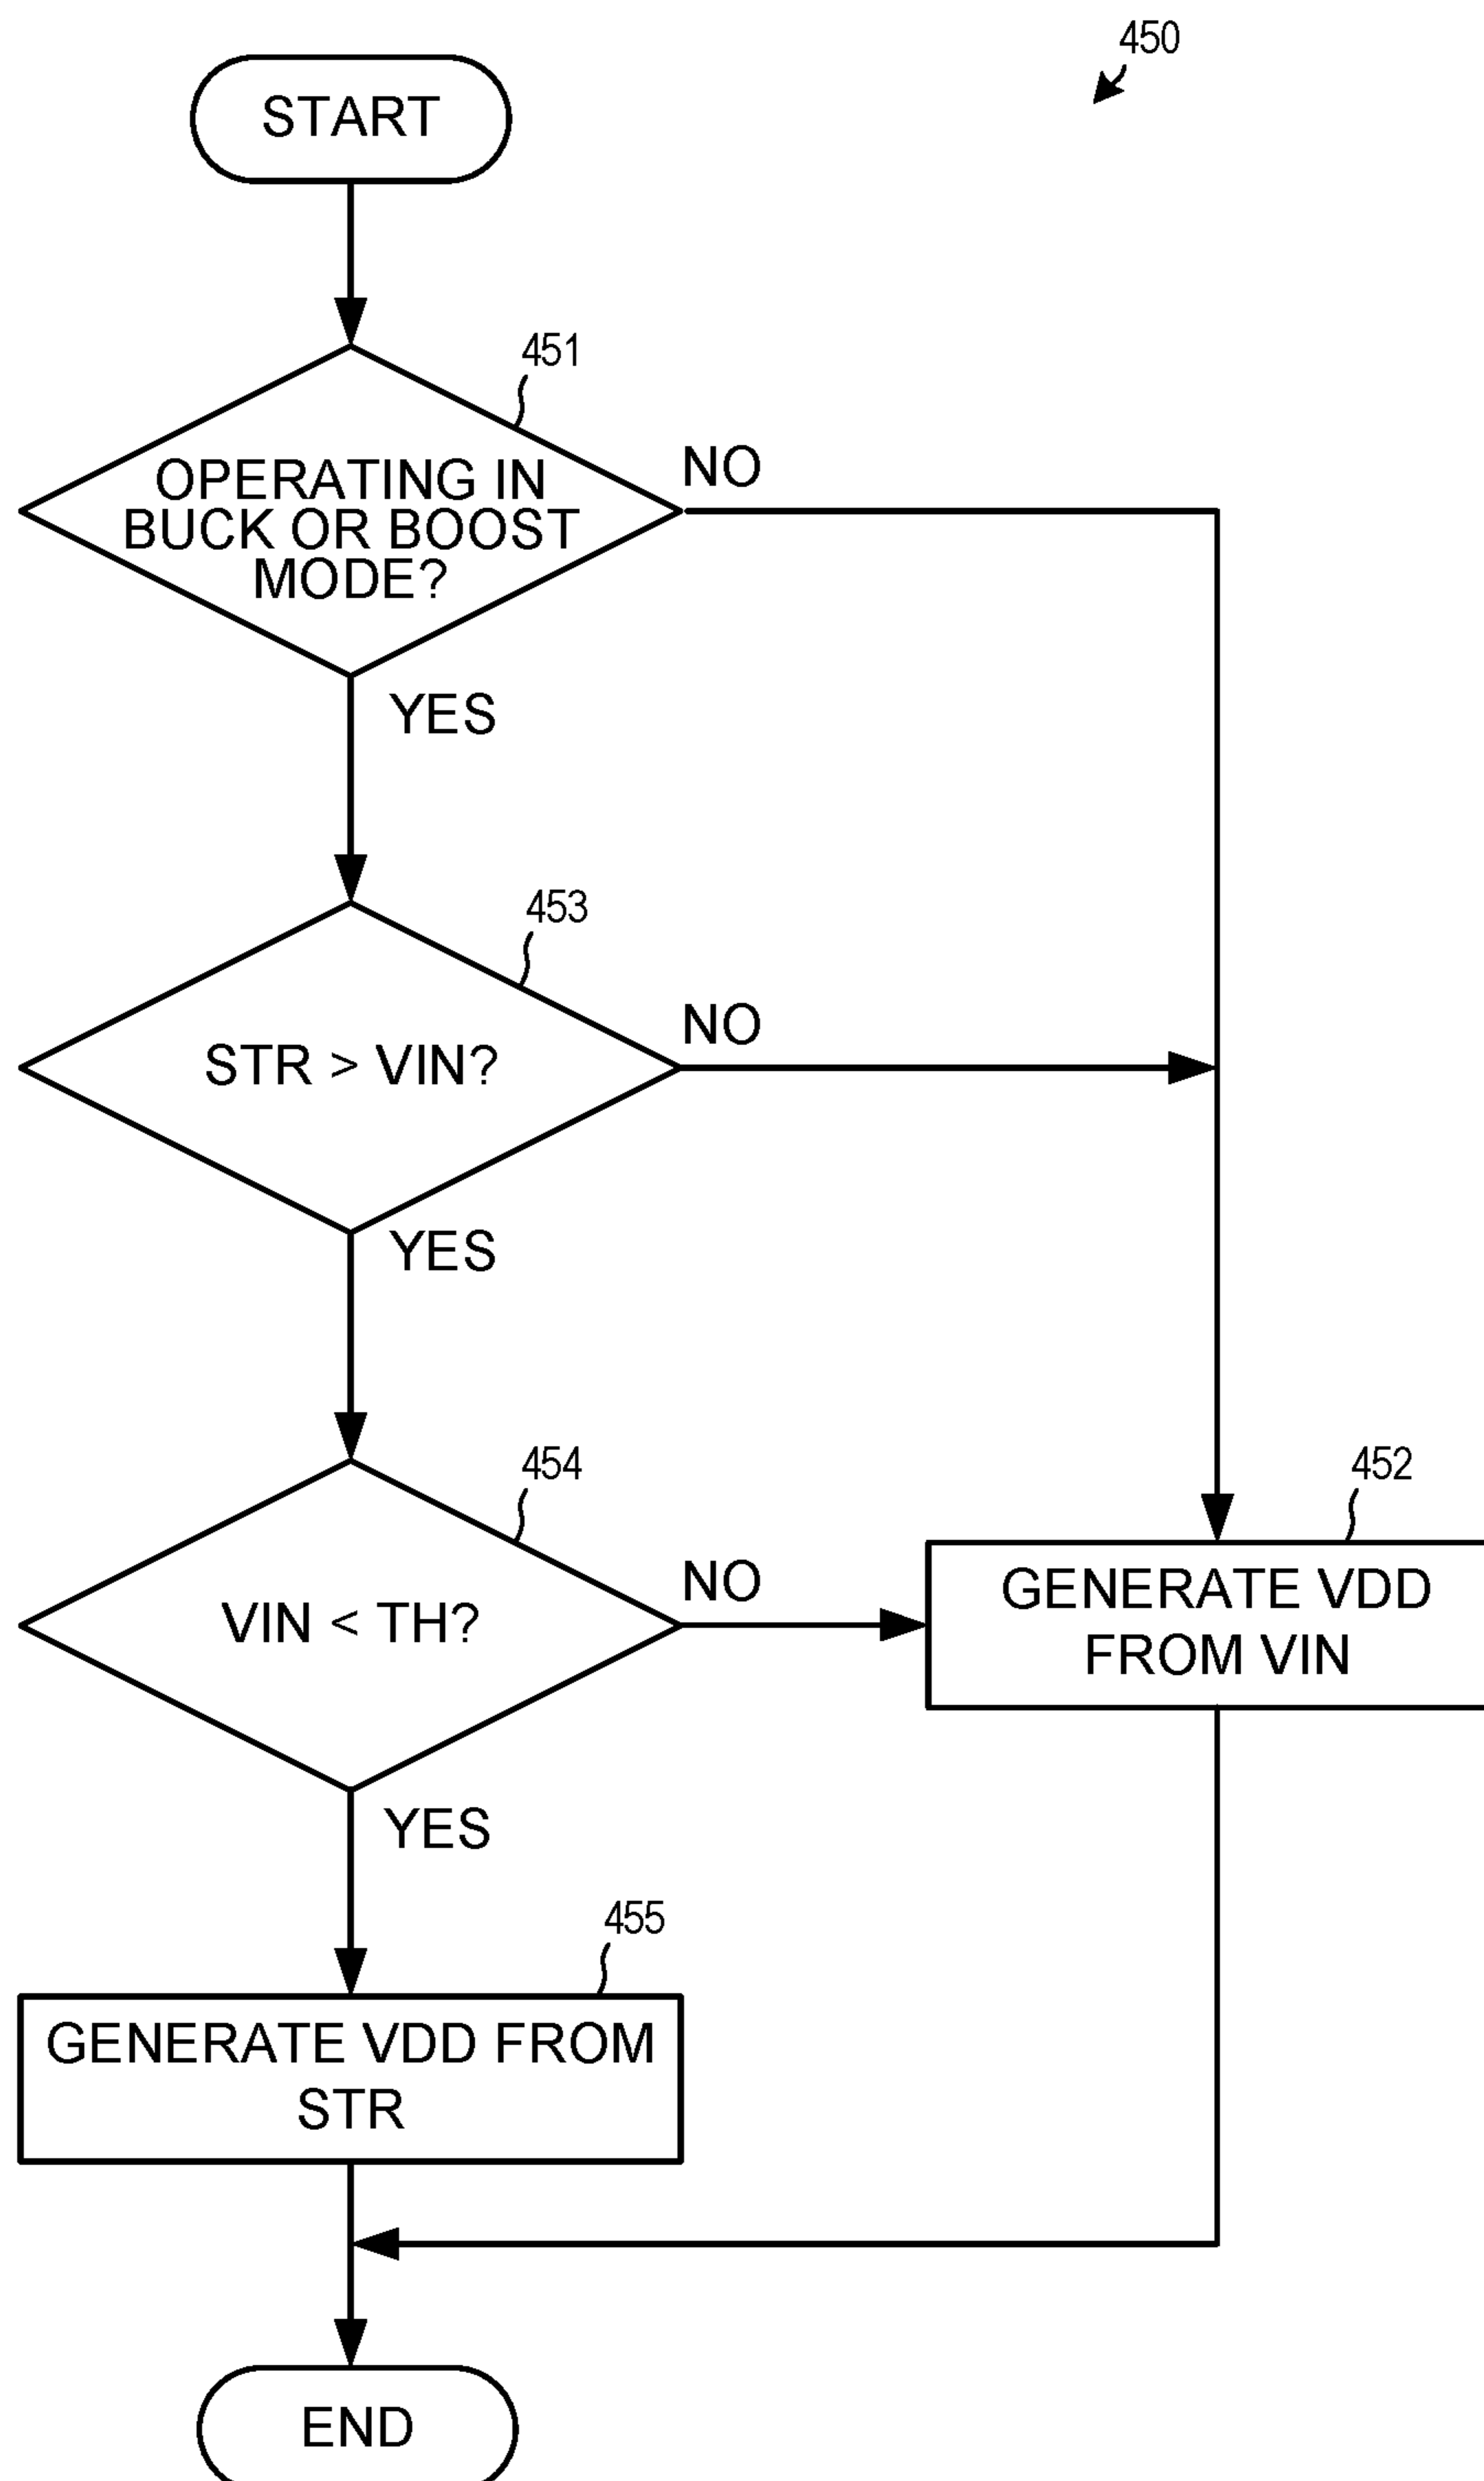 450
START
451
OPERATING IN
BUCK OR BOOST
MODE?
NO
YES
453
STR > VIN?
NO
YES
454
VIN < TH?
NO
452
GENERATE VDD
FROM VIN
YES
455
GENERATE VDD FROM
STR
END